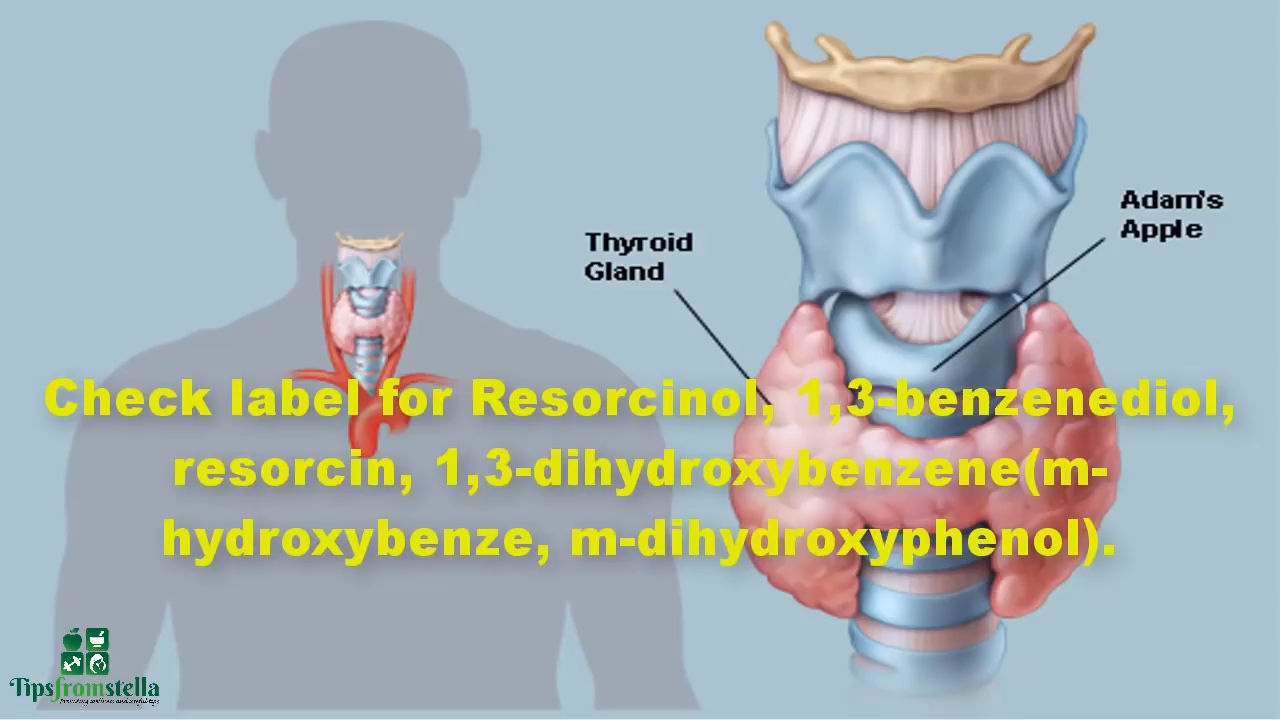 Adam's
Apple
Thyroid
Gland
Check label for Resorcinol, 1,3-benzenediol,
resorcin, 1,3-dihydroxybenzene(m-
hydroxybenze, m-dihydroxyphenol).
Tipsfromstella